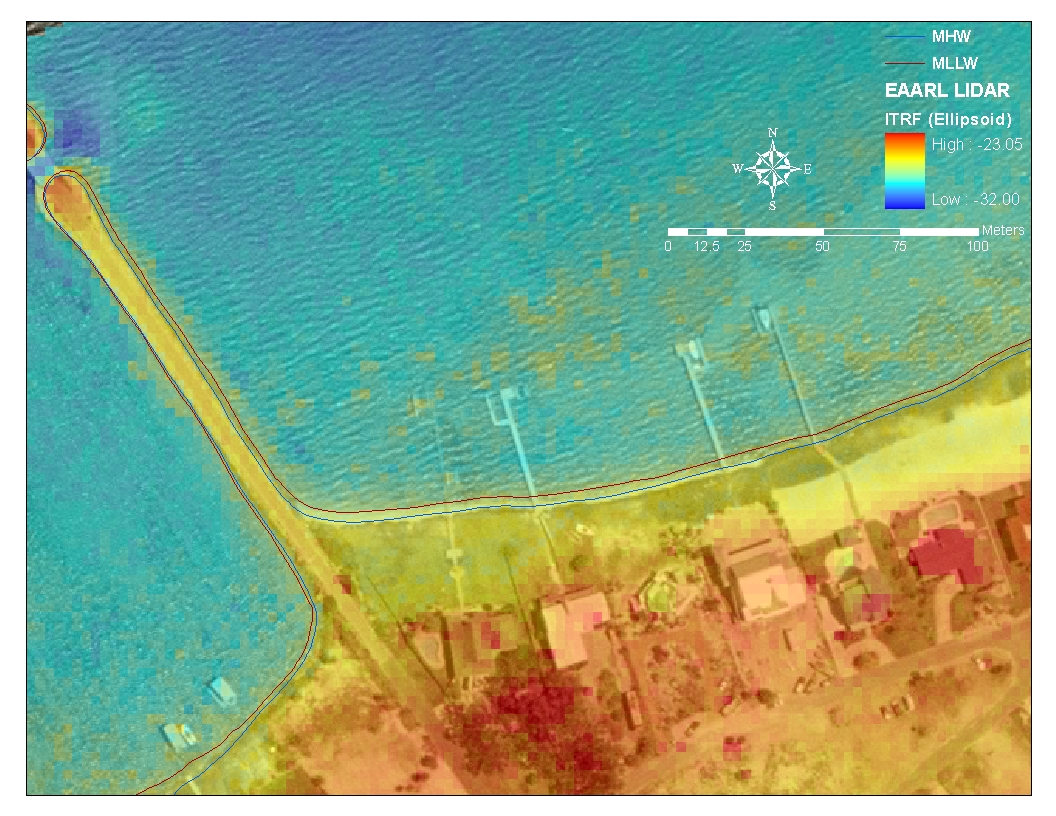 MHW
MLLW
EAARL LIDAR
ITRF (Ellipsoid)
High : -23.05
Low : -32.00
N
W E
S
Meters
0 12.5 25 50 75 100